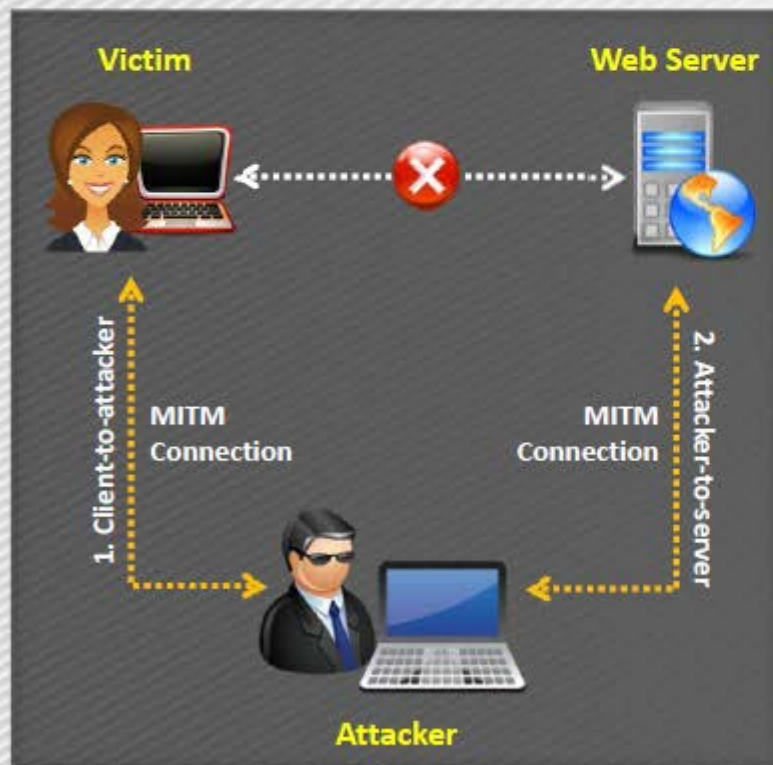 Victim
Web Server
1. Client-to-attacker
MITM
Connection
MITM
Connection
2. Attacker-to-server
Attacker